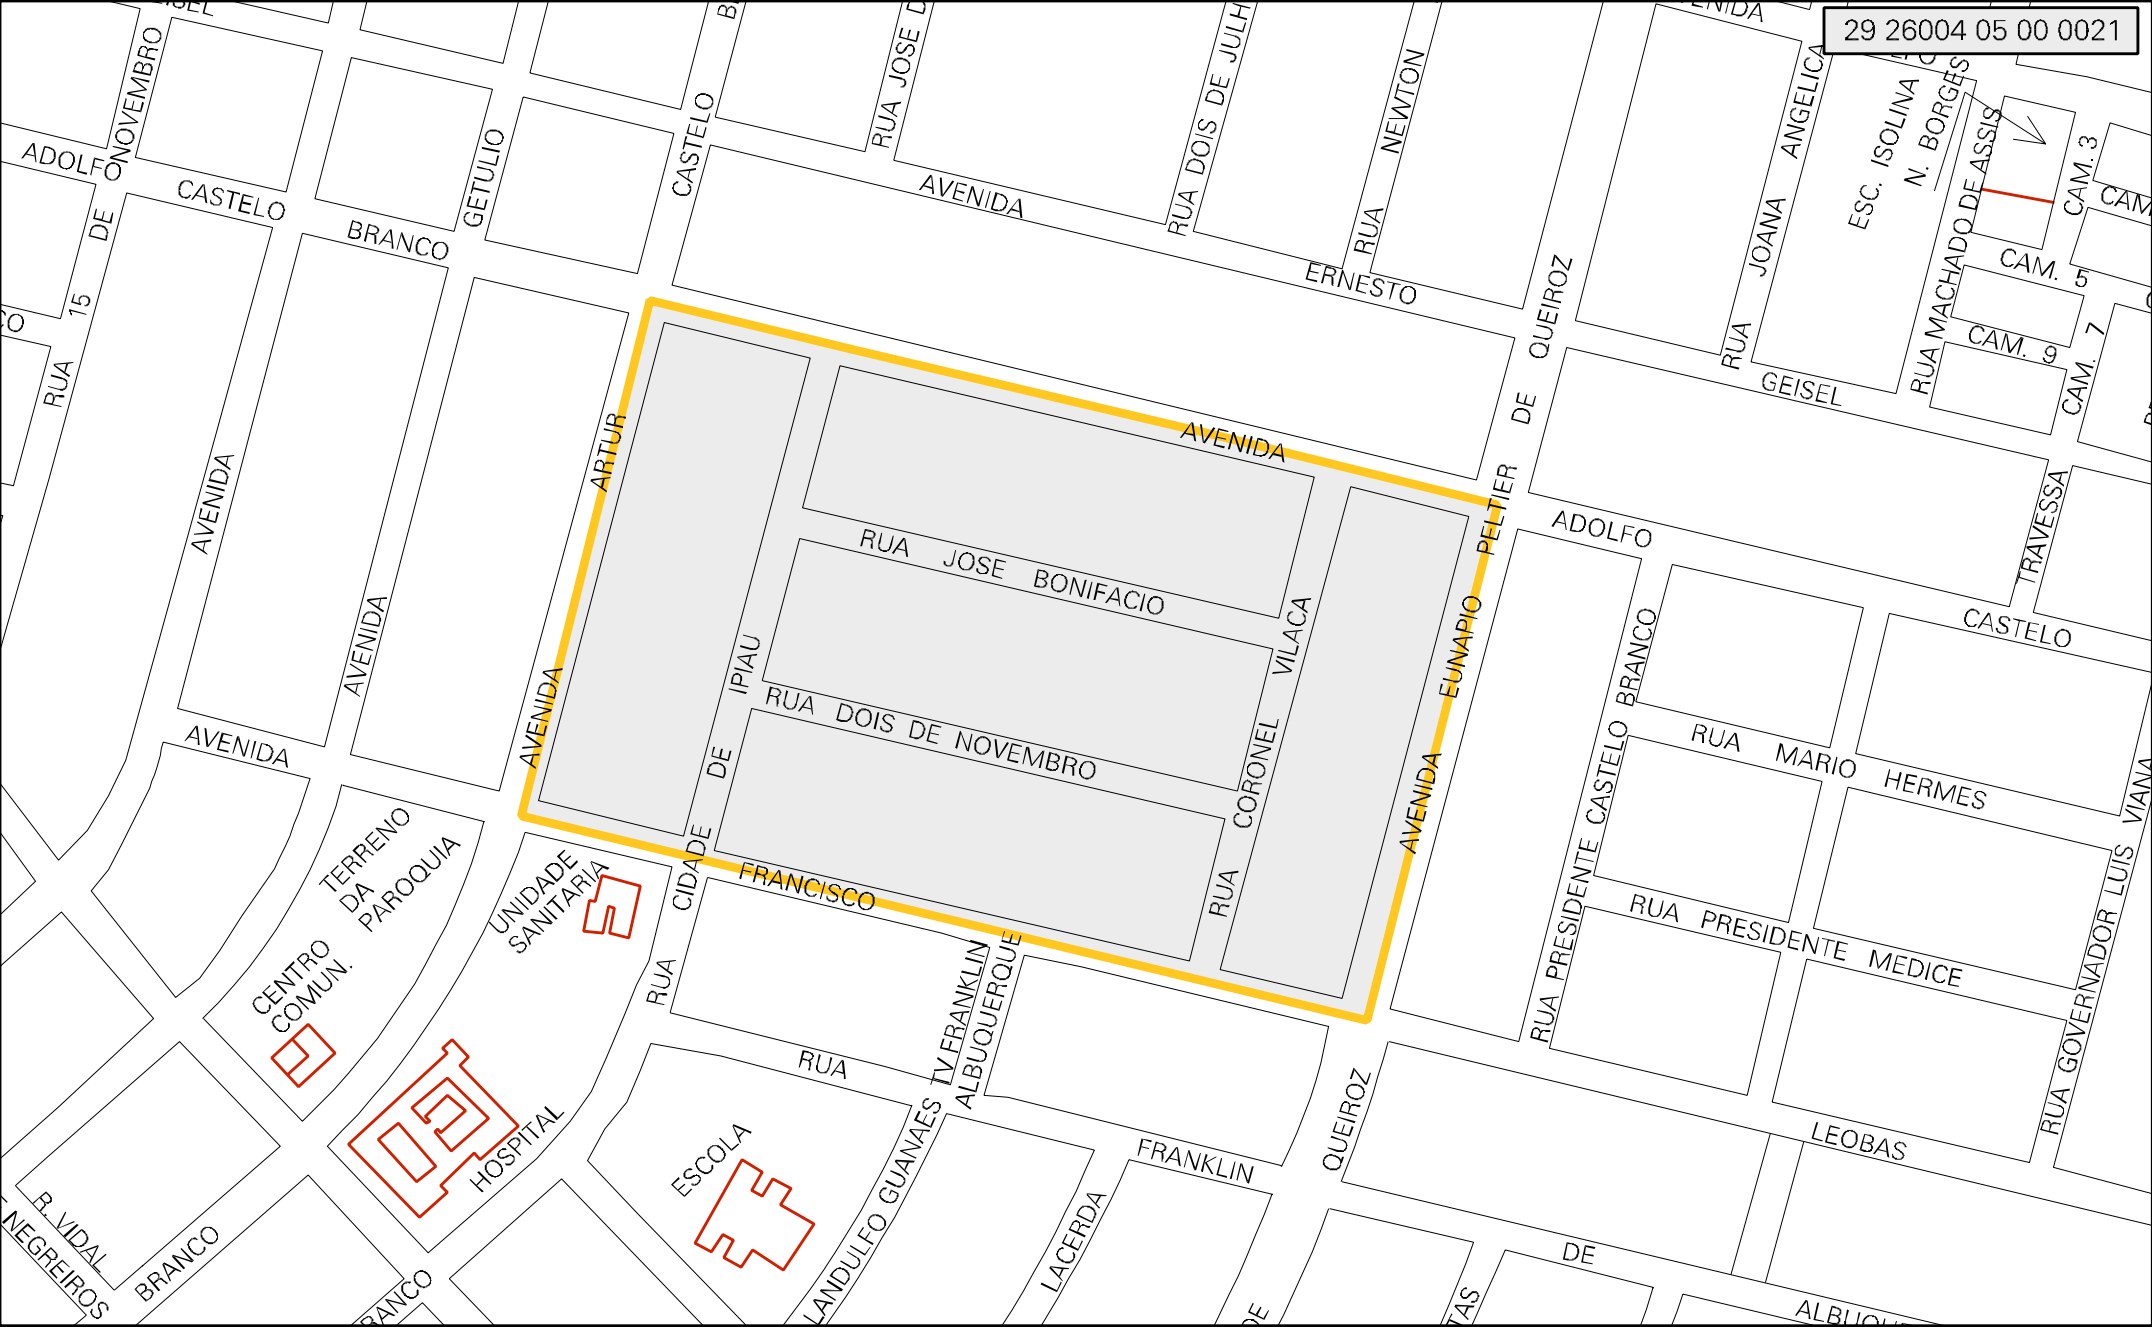 29 26004 05 00 0021
NOVEMBRO
DE
15
RUA
ADOLFO
CASTELO
BRANCO
GETULIO
CASTELO
RUA JOSE
AVENIDA
RUA DOIS DE JULH
RUA NEWTON
ERNESTO
QUEIROZ
DE
PELTIER
RUA JOANA ANGELICA
GEISEL
ESC. ISOLINA
N. BORGES
RUA MACHADO DE ASSIS
CAM. 3
CAM
CAM. 5
CAM. 9
CAM. 7
TRAVESSA
AVENIDA
AVENIDA
AVENIDA
ARTUR
AVENIDA
AVENIDA
ADOLFO
CASTELO
RUA JOSE BONIFACIO
RUA DOIS DE NOVEMBRO
IPIAU
DE
CIDADE
RUA
RUA CORONEL VILACA
EUNAPIO
AVENIDA
FRANCISCO
RUA PRESIDENTE CASTELO BRANCO
RUA MARIO HERMES
RUA PRESIDENTE MEDICE
RUA GOVERNADOR LUIS VIANA
TERRENO
DA
PAROQUIA
UNIDADE
SANITARIA
CENTRO
COMUN.
HOSPITAL
ESCOLA
TV FRANKLIN
ALBUQUERQUE
RUA
FRANKLIN
QUEIROZ
LEOBAS
DE
LANDULFO GUANAES
LACERDA
DE
R. VIDAL
NEGREIROS
BRANCO
RANCO
TAS